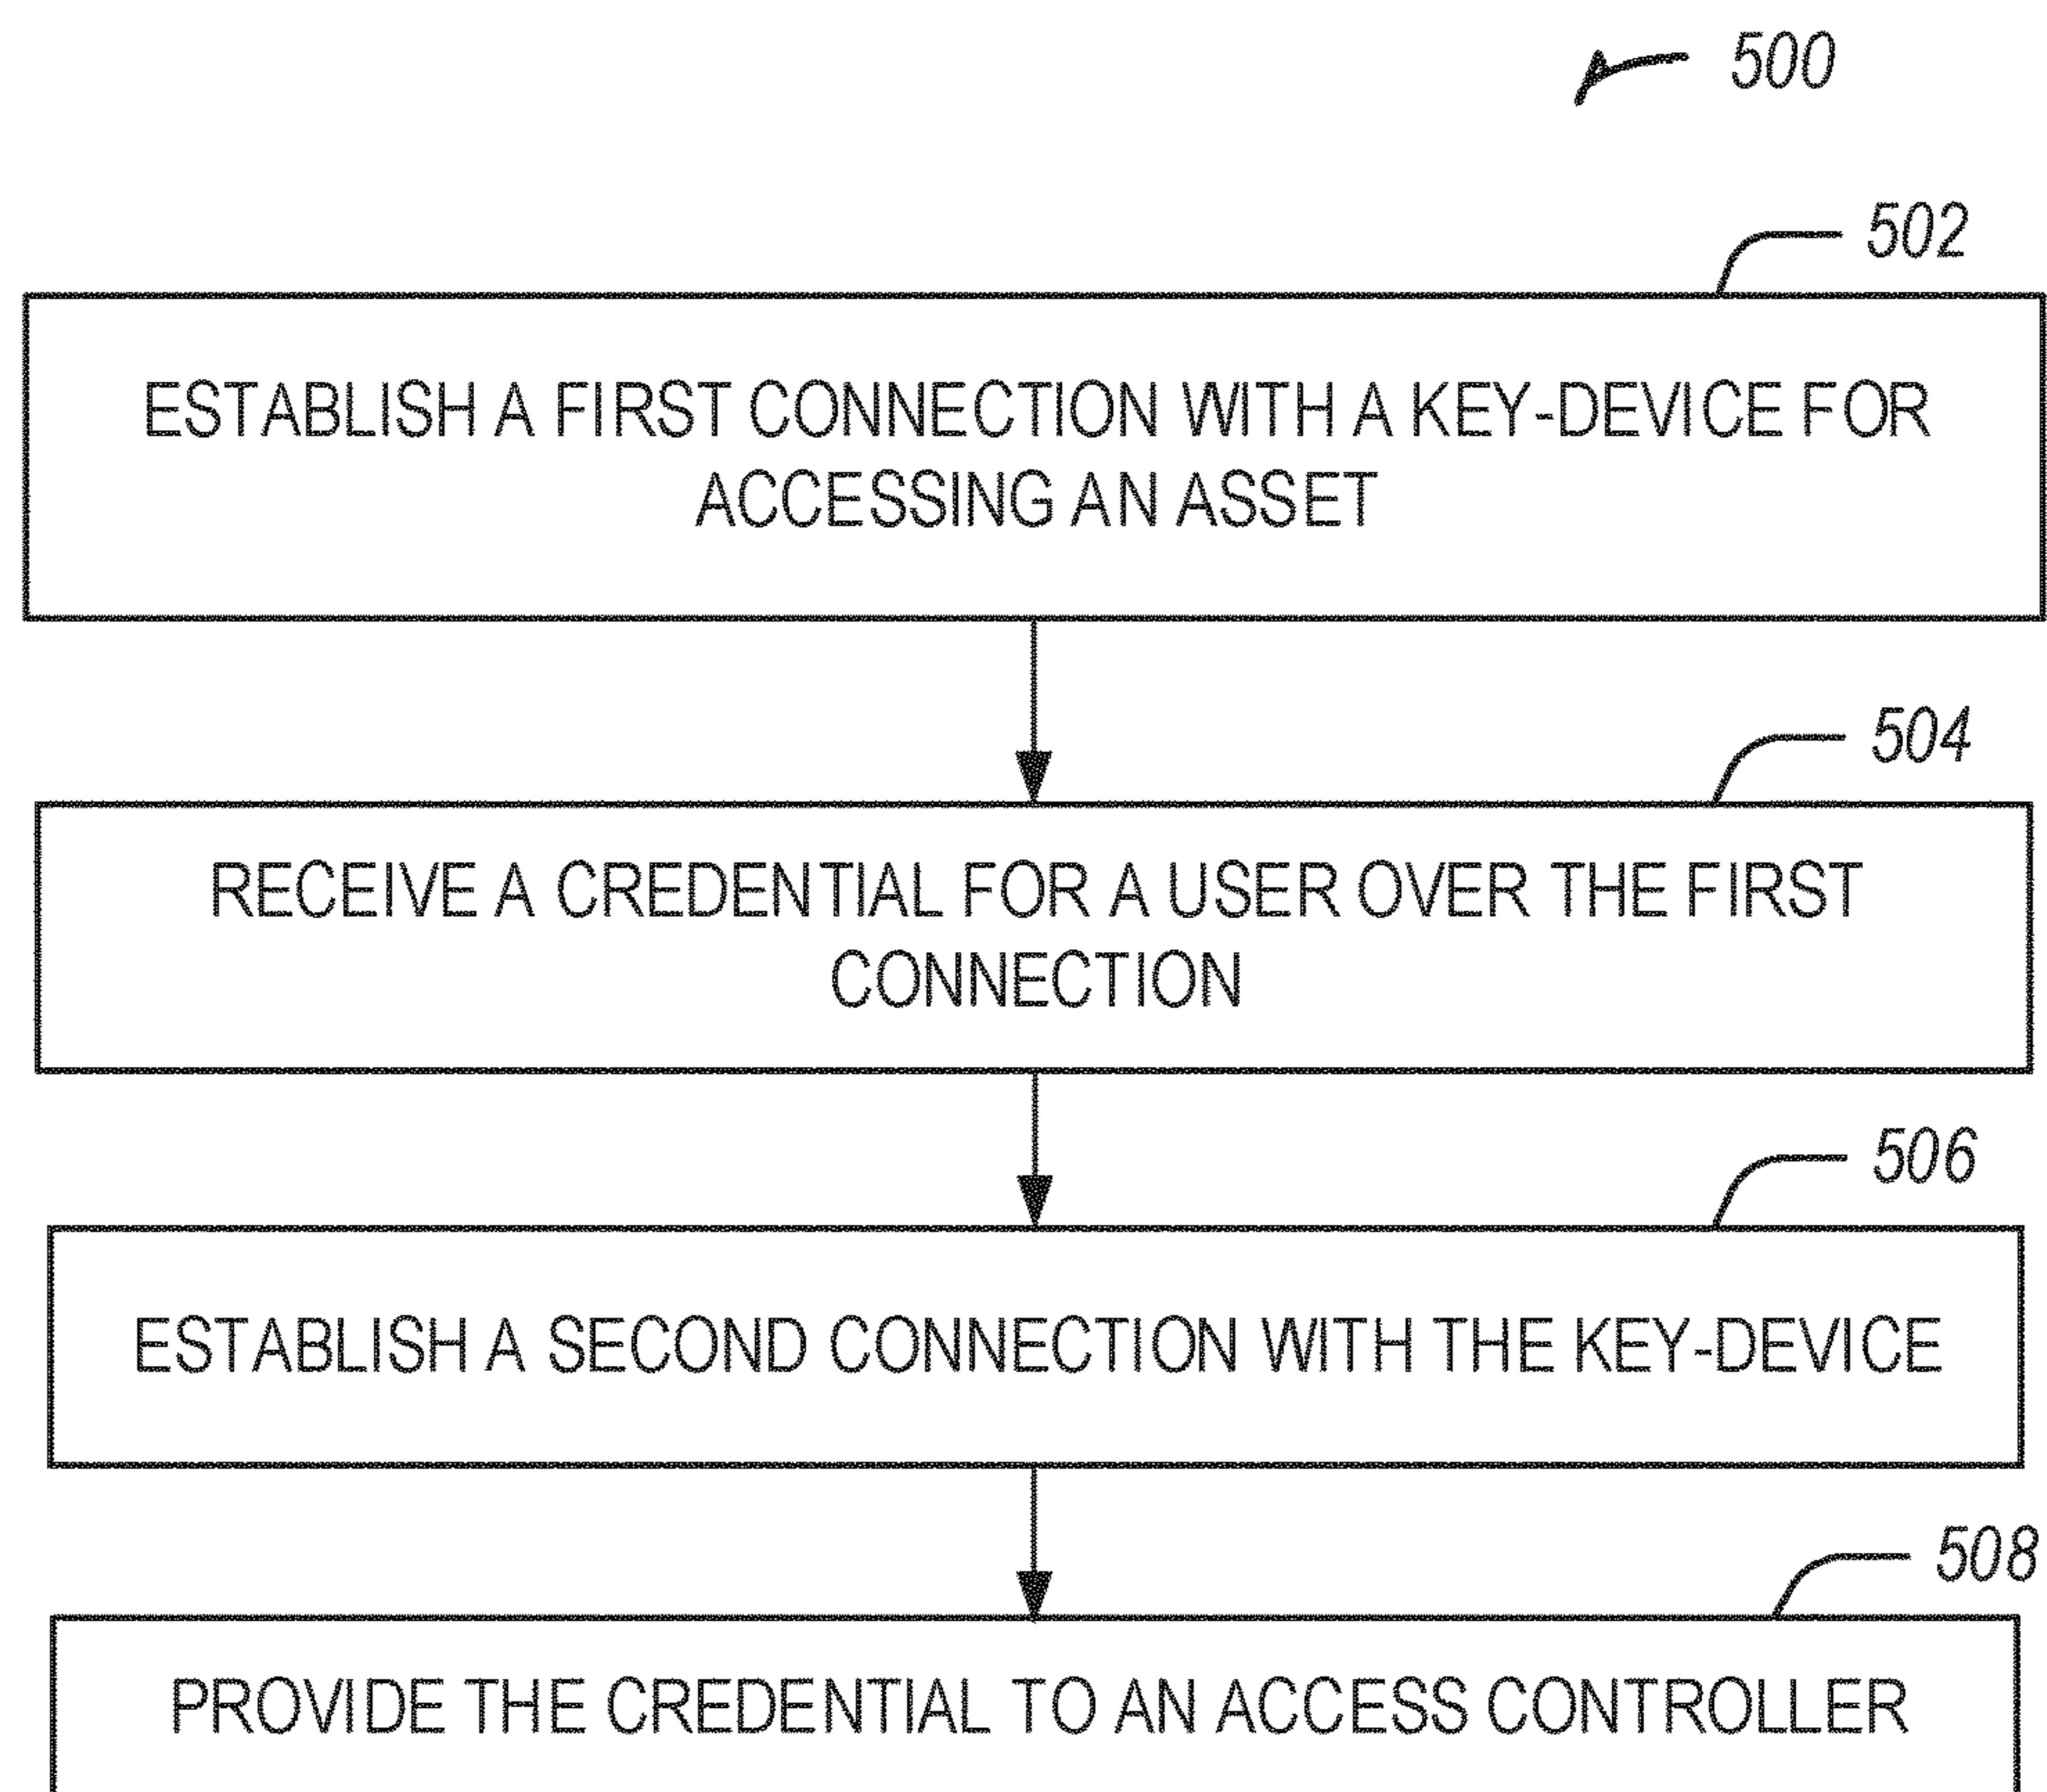 500
502
ESTABLISH A FIRST CONNECTION WITH A KEY-DEVICE FOR
ACCESSING AN ASSET
504
RECEIVE A CREDENTIAL FOR A USER OVER THE FIRST
CONNECTION
506
ESTABLISH A SECOND CONNECTION WITH THE KEY-DEVICE
508
PROVIDE THE CREDENTIAL TO AN ACCESS CONTROLLER